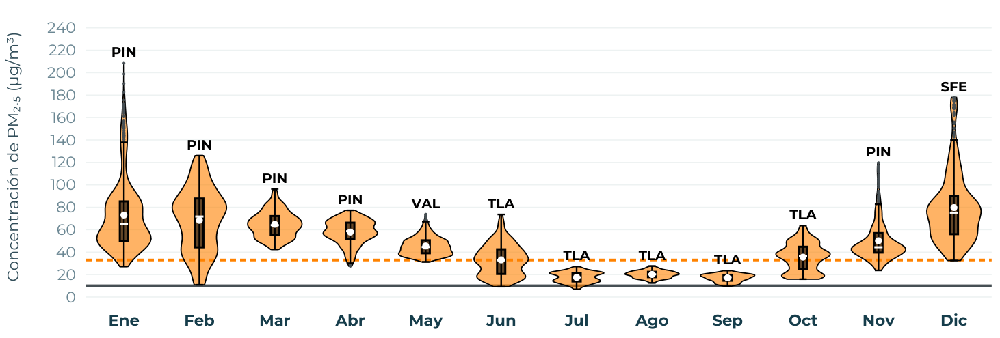 Concentración de PM₂.₅ (µg/m³)
240
220
200
180
160
140
120
100
80
60
40
20
0
PIN
PIN
PIN
PIN
VAL
TLA
TLA
TLA
TLA
TLA
PIN
SFE
Ene Feb Mar Abr May Jun Jul Ago Sep Oct Nov Dic